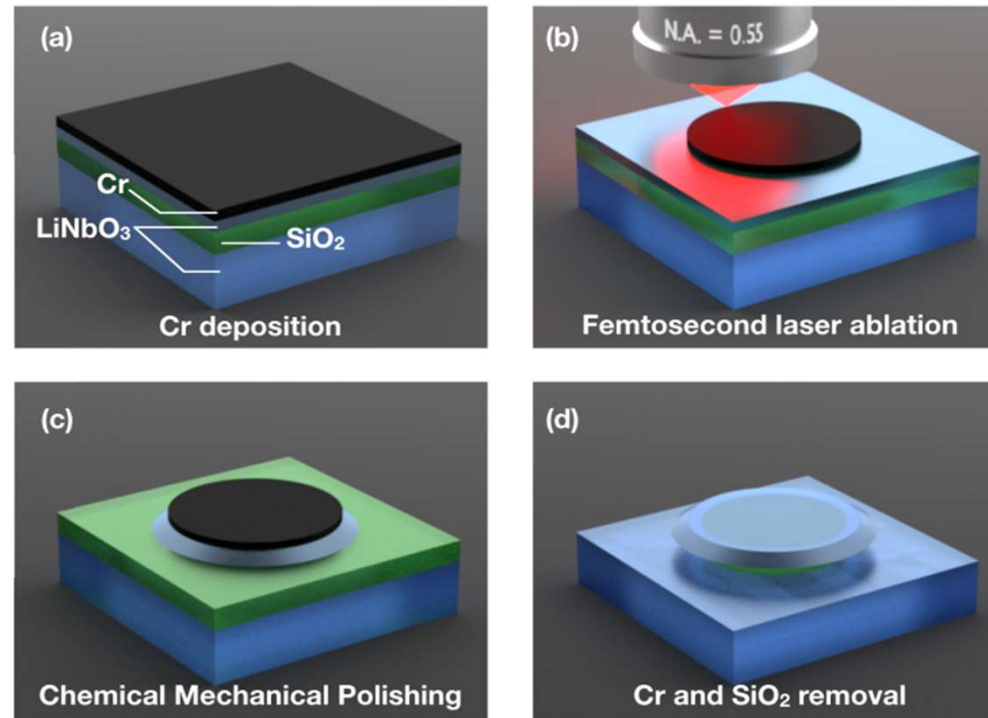 (a)
Cr
LiNbO₃
SiO₂
Cr deposition
(b)
N.A. = 0.55
Femtosecond laser ablation
(c)
Chemical Mechanical Polishing
(d)
Cr and SiO₂ removal